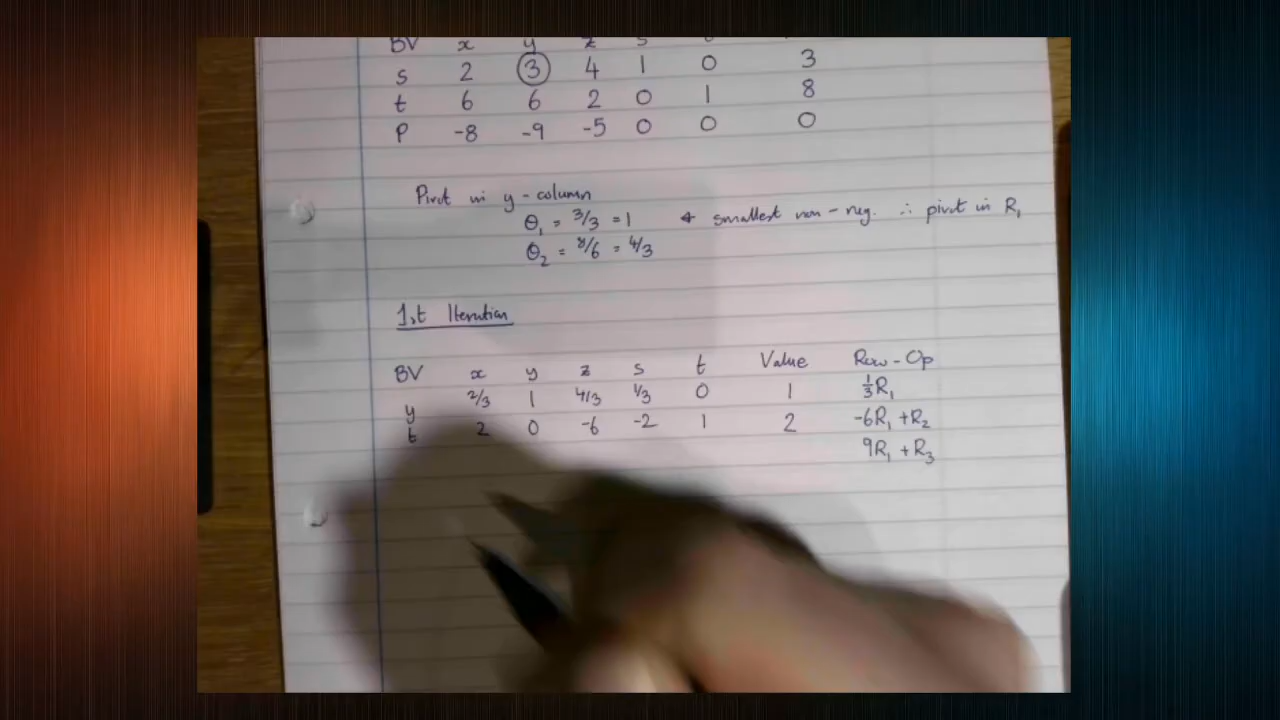 BV x y z s
s 2 3 4 1 0 3
t 6 6 2 0 1 8
P -8 -9 -5 0 0 0
Pivot in y-column
θ₁ = 3/3 = 1 smallest non-neg. ∴ pivot in R₁
θ₂ = 8/6 = 4/3
1st Iteration
BV x y z s t Value Row-Op
y 2/3 1 4/3 1/3 0 1 1/3R₁
t 2 0 -6 -2 1 2 -6R₁ +R₂
9R₁ +R₃